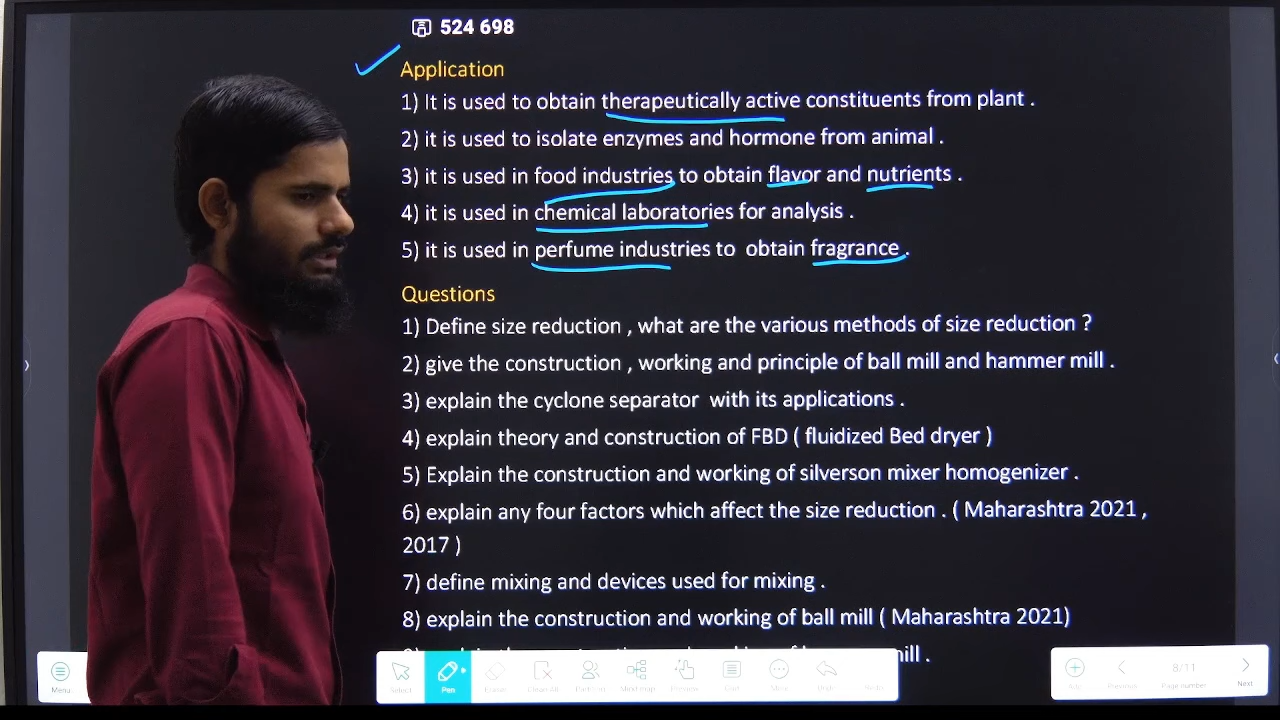 524 698
Application
1) It is used to obtain therapeutically active constituents from plant .
2) it is used to isolate enzymes and hormone from animal .
3) it is used in food industries to obtain flavor and nutrients .
4) it is used in chemical laboratories for analysis .
5) it is used in perfume industries to obtain fragrance .
Questions
1) Define size reduction , what are the various methods of size reduction ?
2) give the construction , working and principle of ball mill and hammer mill .
3) explain the cyclone separator with its applications .
4) explain theory and construction of FBD ( fluidized Bed dryer )
5) Explain the construction and working of silverson mixer homogenizer .
6) explain any four factors which affect the size reduction . ( Maharashtra 2021 ,
2017 )
7) define mixing and devices used for mixing .
8) explain the construction and working of ball mill ( Maharashtra 2021)
mill .
Menu
Select
Pen
8/11
Page number
Previous
Next